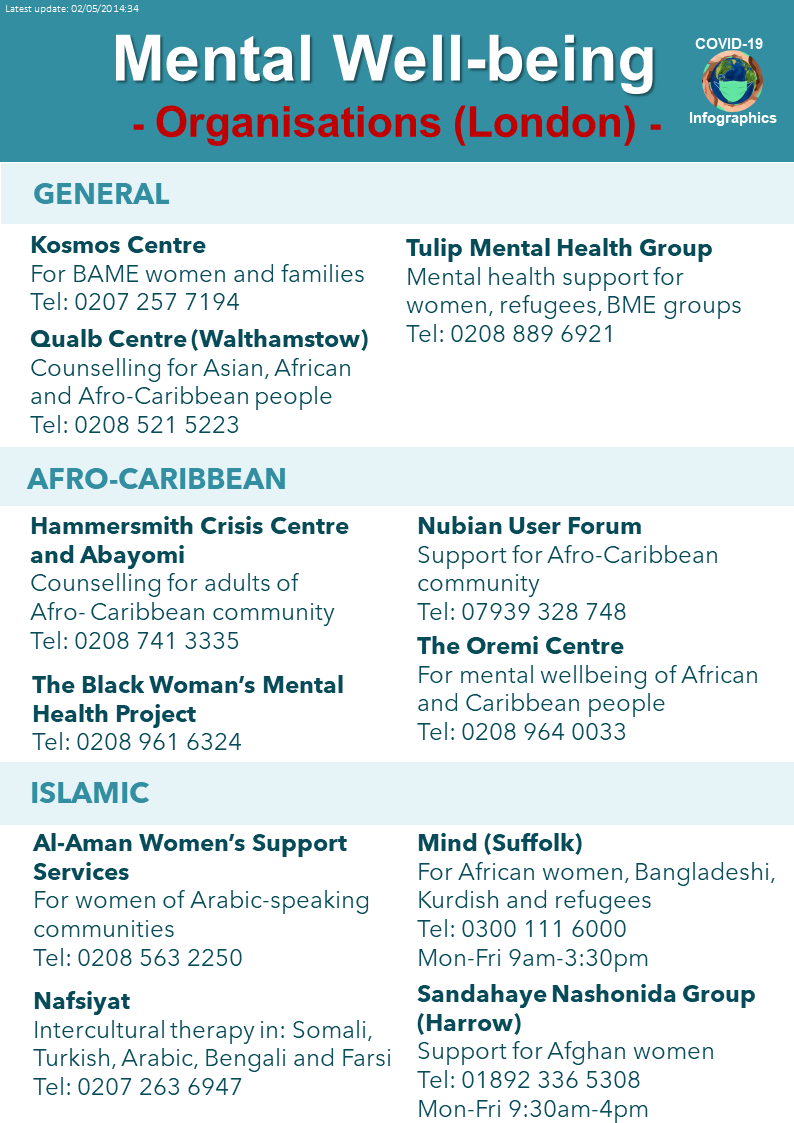 Latest update: 02/05/2014:34
Mental Well-being
- Organisations (London) -
COVID-19
Infographics
GENERAL
Kosmos Centre
For BAME women and families
Tel: 0207 257 7194
Qualb Centre (Walthamstow)
Counselling for Asian, African
and Afro-Caribbean people
Tel: 0208 521 5223
Tulip Mental Health Group
Mental health support for
women, refugees, BME groups
Tel: 0208 889 6921
AFRO-CARIBBEAN
Hammersmith Crisis Centre
and Abayomi
Counselling for adults of
Afro- Caribbean community
Tel: 0208 741 3335
The Black Woman’s Mental
Health Project
Tel: 0208 961 6324
Nubian User Forum
Support for Afro-Caribbean
community
Tel: 07939 328 748
The Oremi Centre
For mental wellbeing of African
and Caribbean people
Tel: 0208 964 0033
ISLAMIC
Al-Aman Women’s Support
Services
For women of Arabic-speaking
communities
Tel: 0208 563 2250
Nafsiyat
Intercultural therapy in: Somali,
Turkish, Arabic, Bengali and Farsi
Tel: 0207 263 6947
Mind (Suffolk)
For African women, Bangladeshi,
Kurdish and refugees
Tel: 0300 111 6000
Mon-Fri 9am-3:30pm
Sandahaye Nashonida Group
(Harrow)
Support for Afghan women
Tel: 01892 336 5308
Mon-Fri 9:30am-4pm